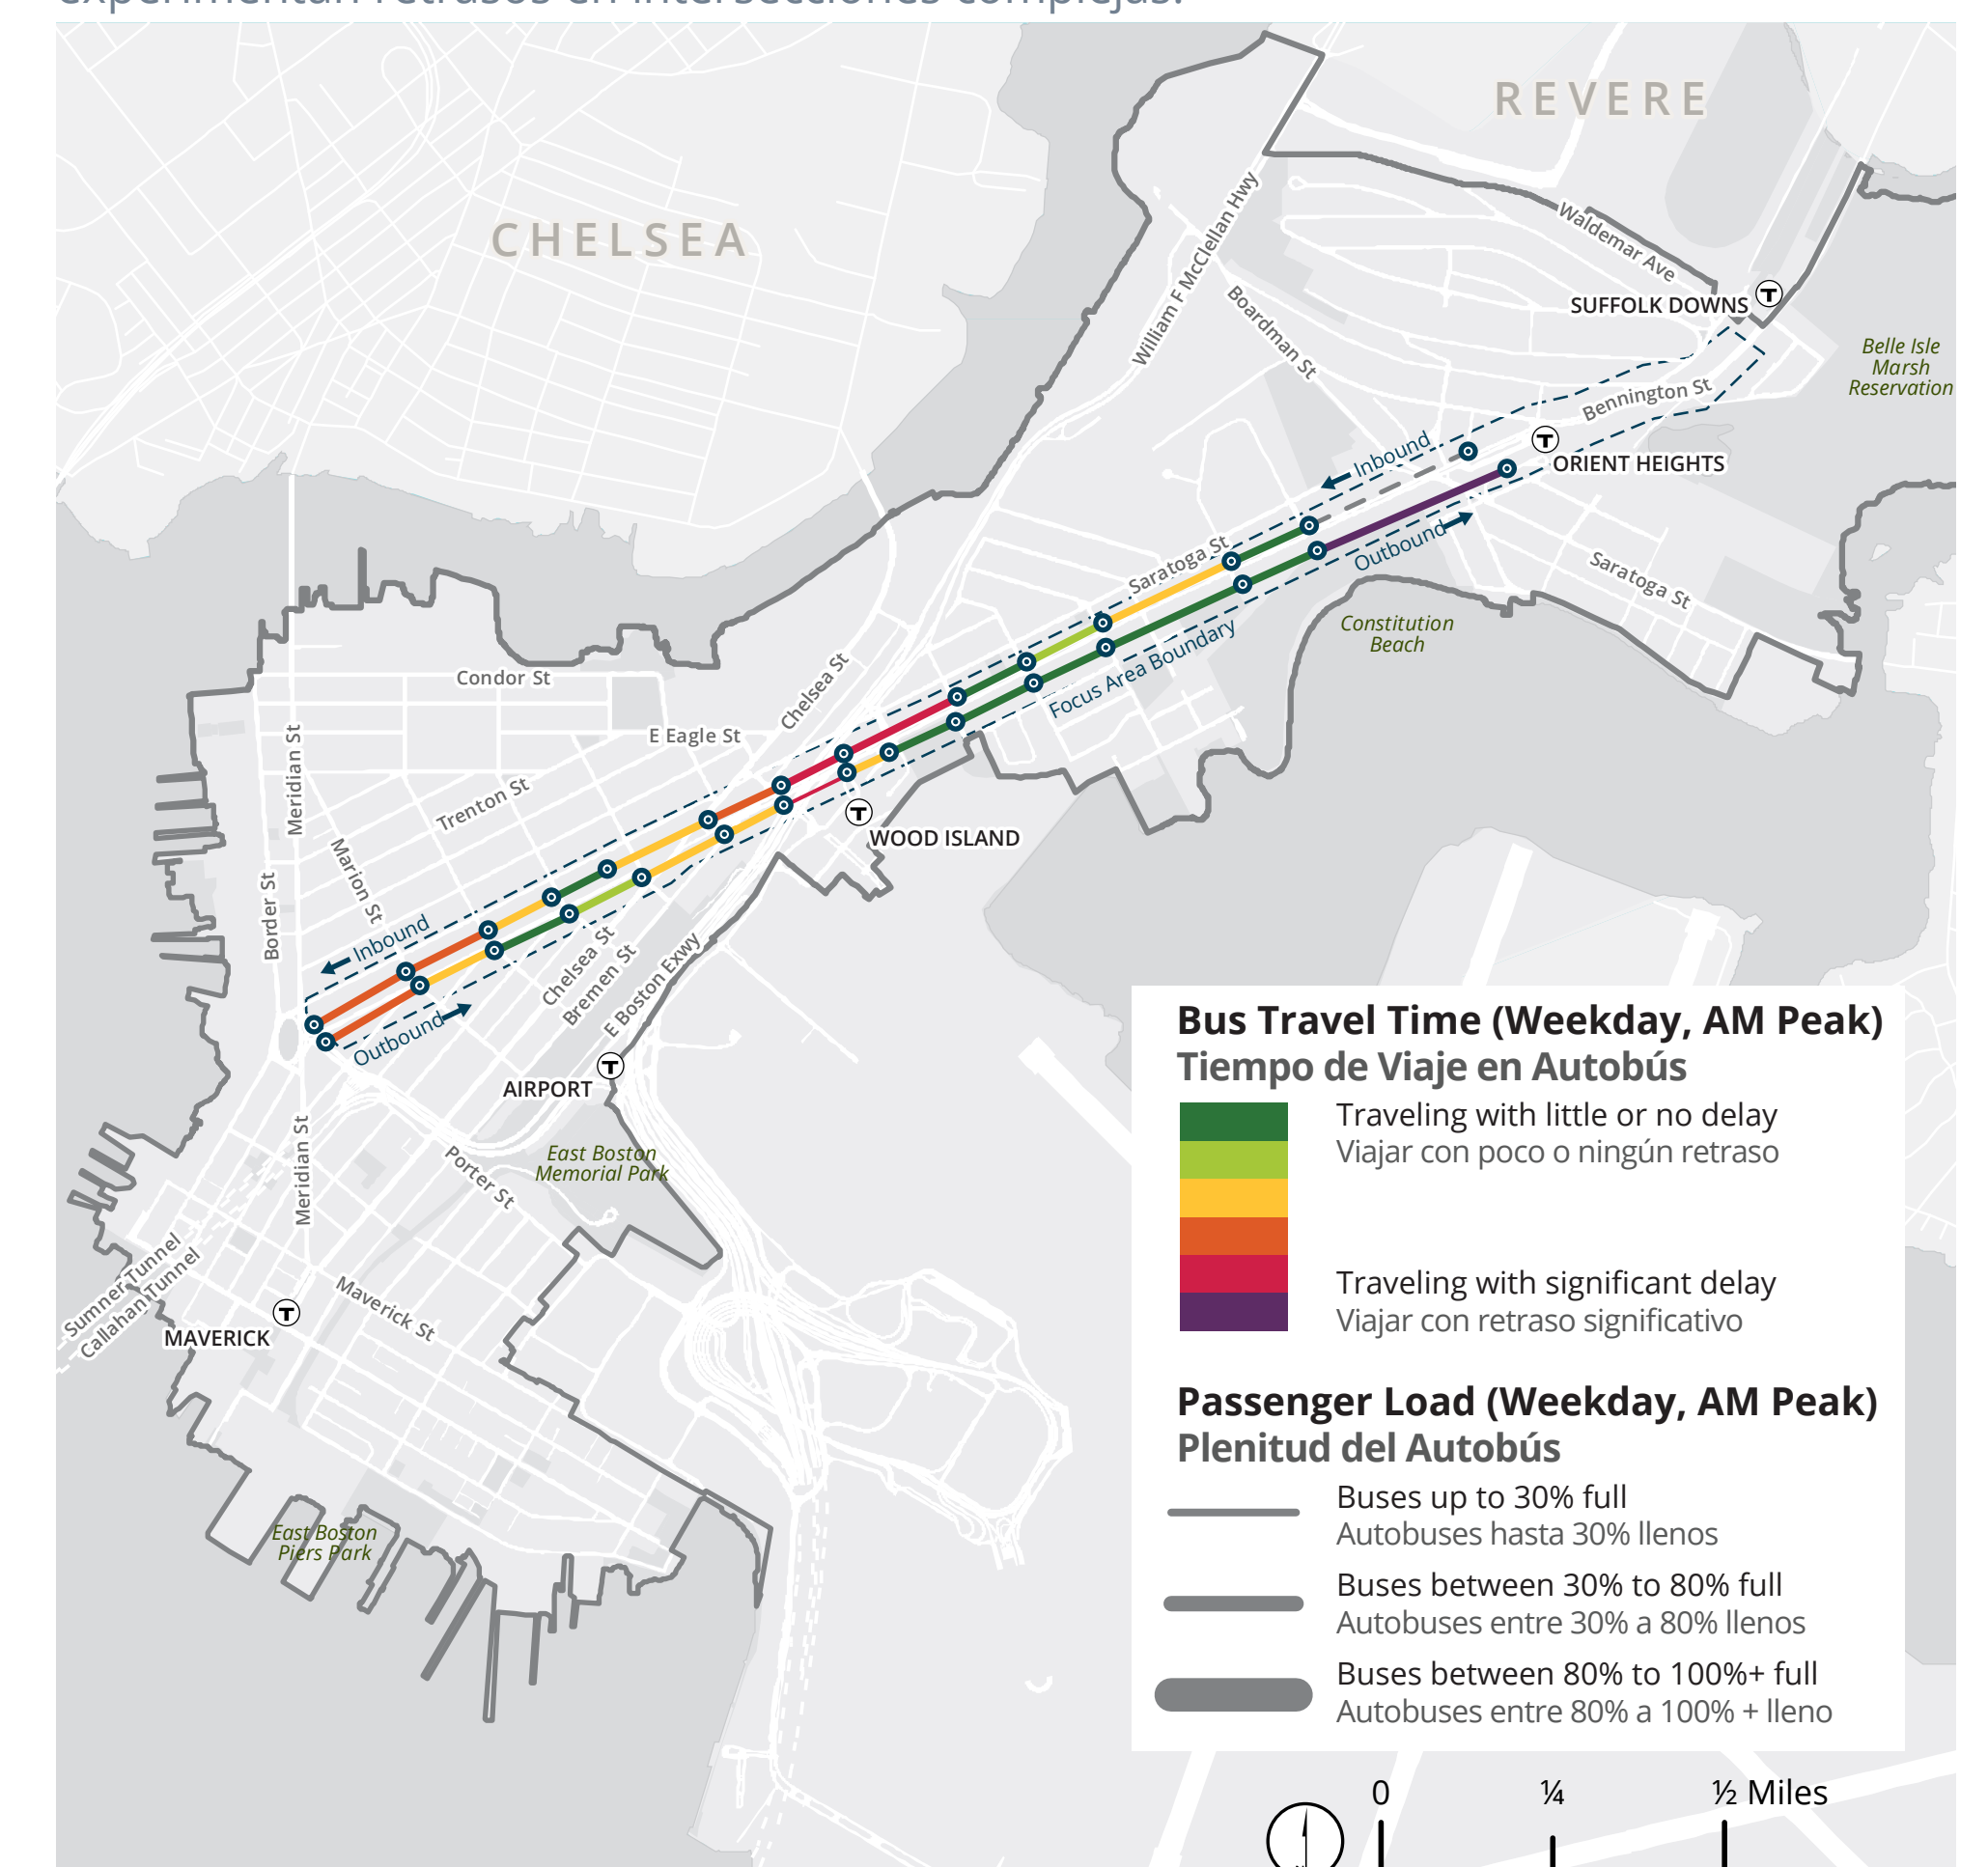 experimentan retrasos en intersecciones complejas.
REVERE
CHELSEA
William F McClellan Hwy
Waldemar Ave
SUFFOLK DOWNS
T
Boardman St
Belle Isle
Marsh
Reservation
Bennington St
Inbound
T
ORIENT HEIGHTS
Outbound
Saratoga St
Saratoga St
Constitution
Beach
Focus Area Boundary
Condor St
Chelsea St
E Eagle St
Meridian St
Trenton St
Marion St
T
WOOD ISLAND
Border St
Inbound
Chelsea St
Bremen St
E Boston Exwy
Outbound
T
AIRPORT
Meridian St
Porter St
East Boston
Memorial Park
Sumner Tunnel
Callahan Tunnel
Maverick St
T
MAVERICK
East Boston
Piers Park
Bus Travel Time (Weekday, AM Peak)
Tiempo de Viaje en Autobús
Traveling with little or no delay
Viajar con poco o ningún retraso
Traveling with significant delay
Viajar con retraso significativo
Passenger Load (Weekday, AM Peak)
Plenitud del Autobús
Buses up to 30% full
Autobuses hasta 30% llenos
Buses between 30% to 80% full
Autobuses entre 30% a 80% llenos
Buses between 80% to 100%+ full
Autobuses entre 80% a 100% + lleno
0 ¼ ½ Miles